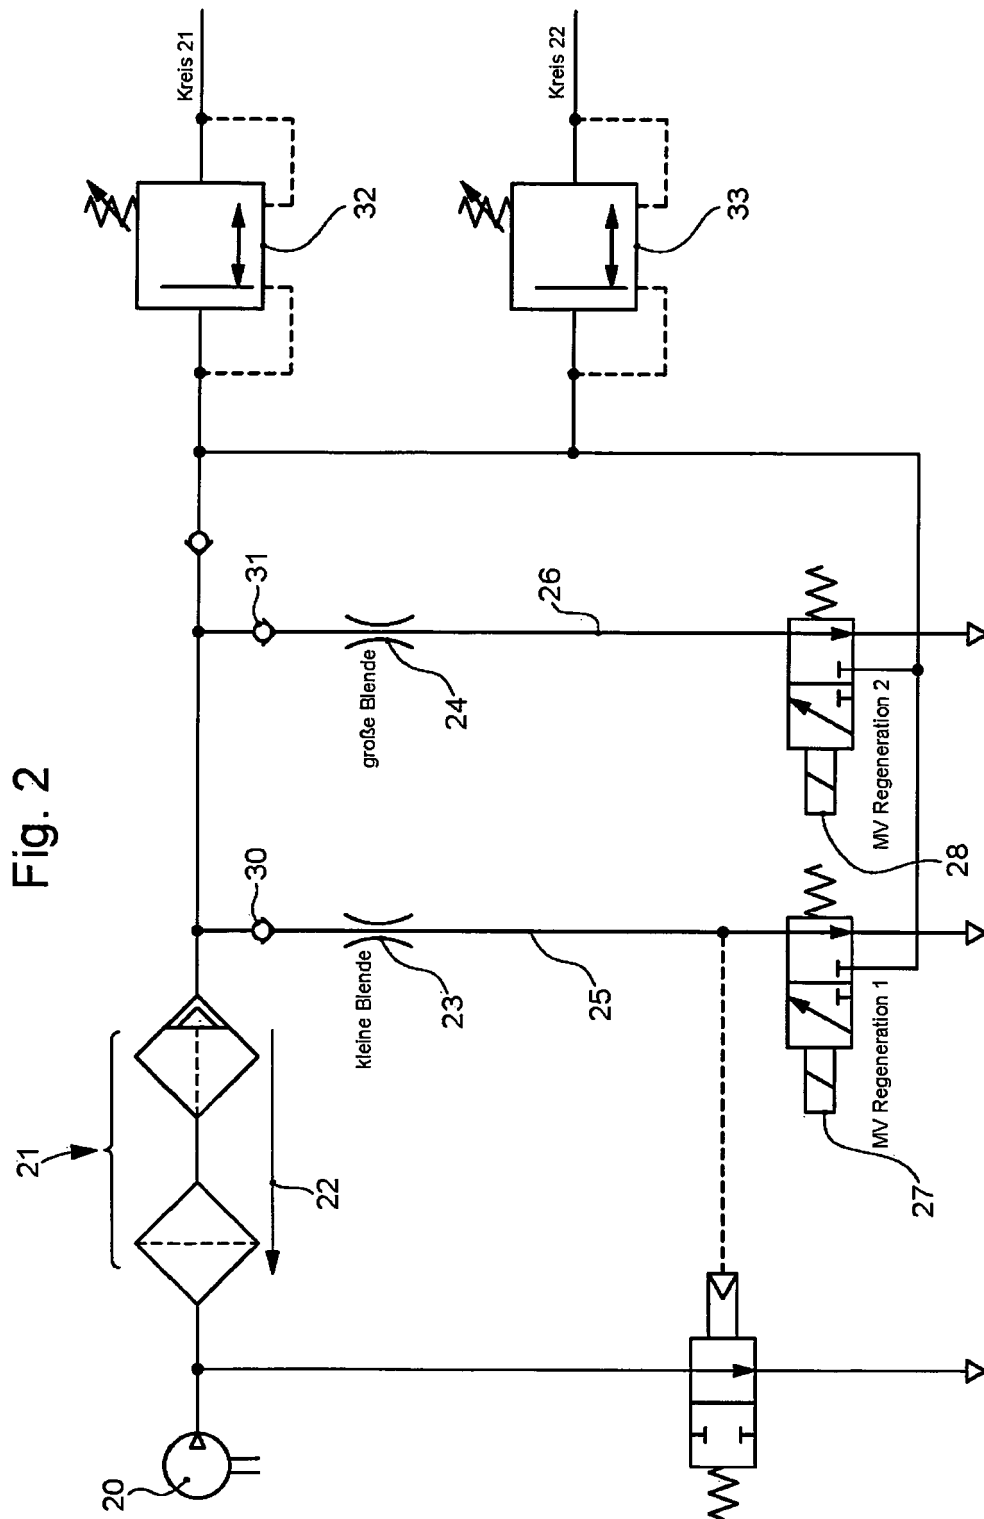 Fig. 2
20
21
22
kleine Blende
23
30
25
MV Regeneration 1
27
große Blende
24
31
26
MV Regeneration 2
28
32
Kreis 21
33
Kreis 22